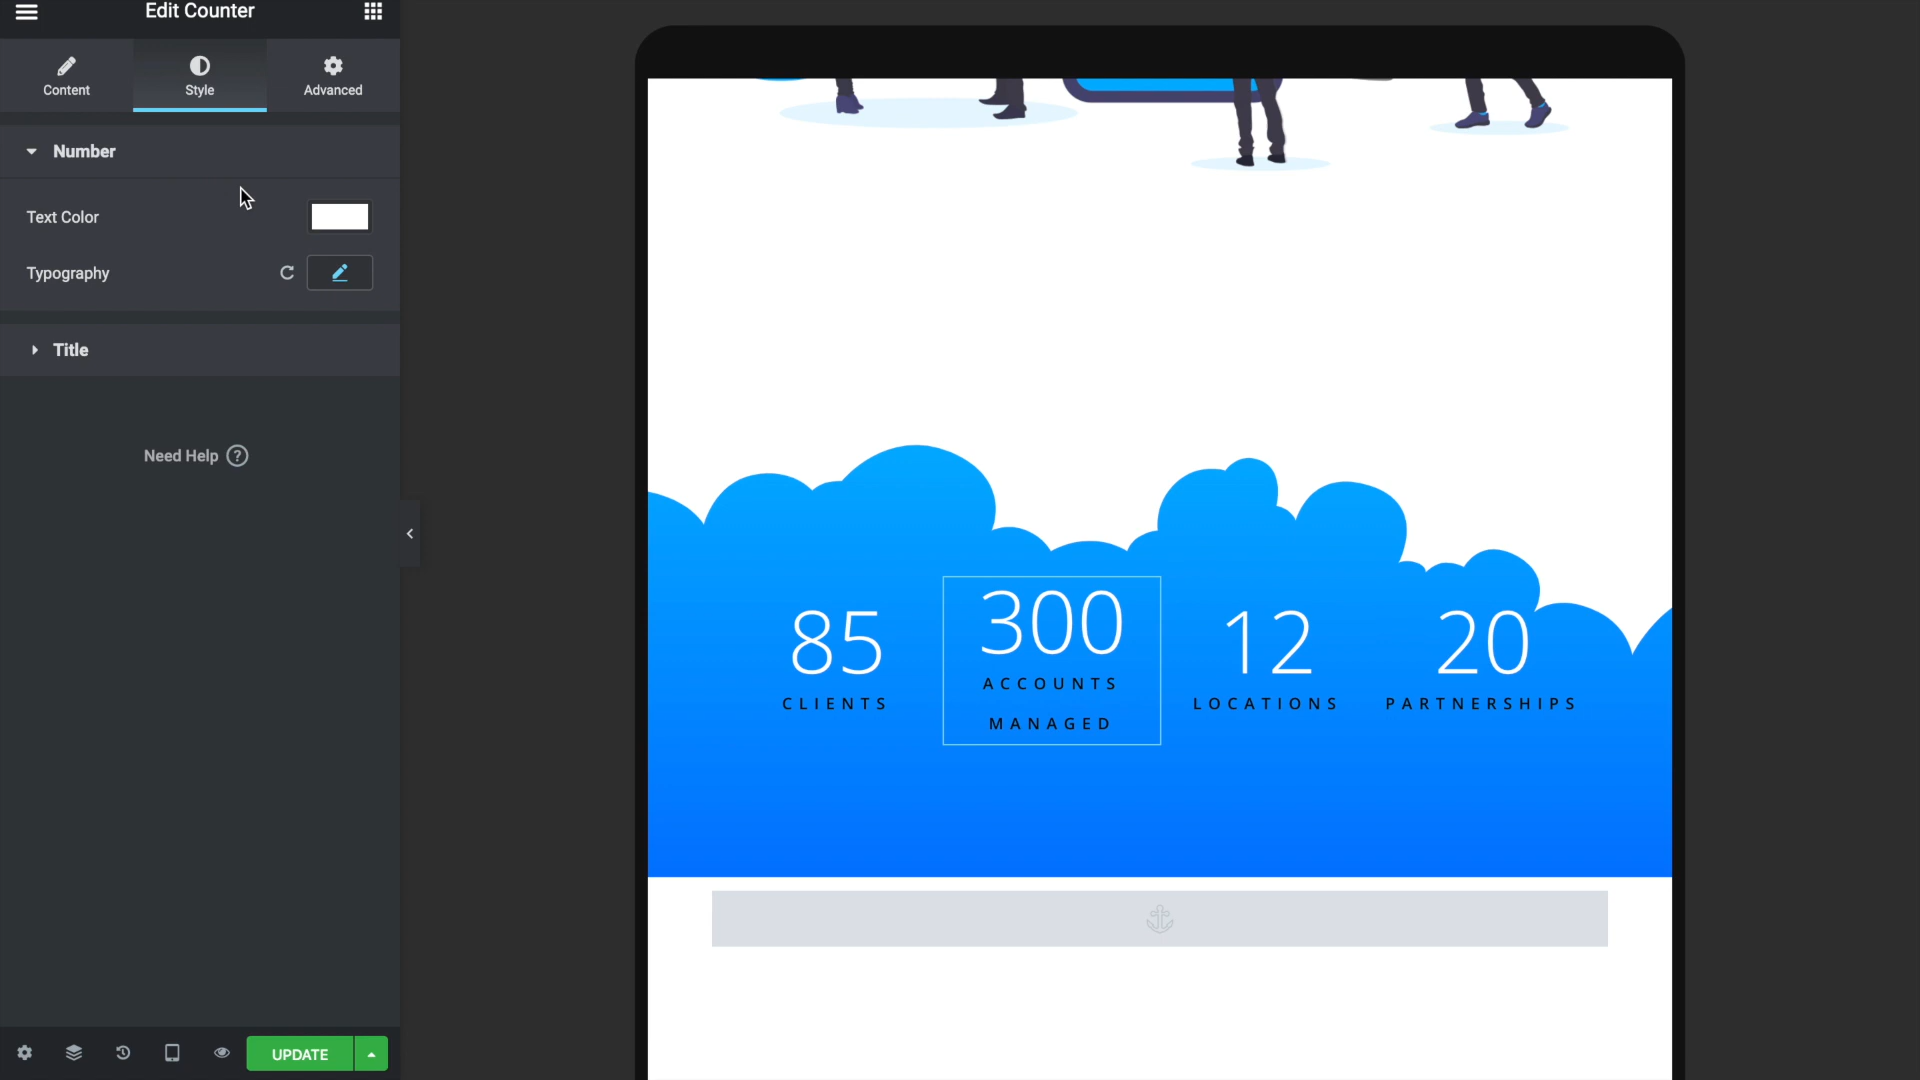 Edit Counter
Content
Style
Advanced
Number
Text Color
Typography
Title
Need Help ?
UPDATE
85
CLIENTS
300
ACCOUNTS
MANAGED
12
LOCATIONS
20
PARTNERSHIPS